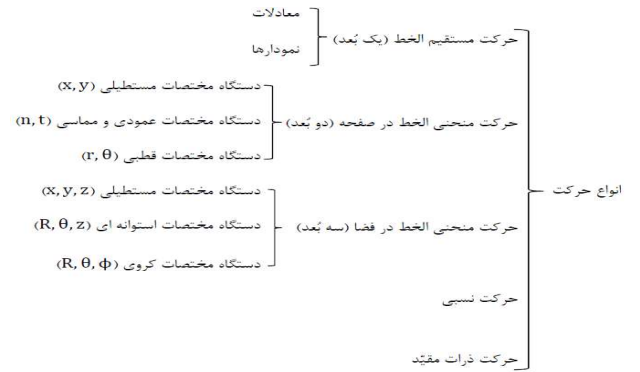 انواع حرکت
حرکت مستقیم الخط (یک بُعد)
معادلات
نمودارها
حرکت منحنی الخط در صفحه (دو بُعد)
دستگاه مختصات مستطیلی (x, y)
دستگاه مختصات عمودی و مماسی (n, t)
دستگاه مختصات قطبی (r, θ)
حرکت منحنی الخط در فضا (سه بُعد)
دستگاه مختصات مستطیلی (x, y, z)
دستگاه مختصات استوانه ای (R, θ, z)
دستگاه مختصات کروی (R, θ, ϕ)
حرکت نسبی
حرکت ذرات مقیّد